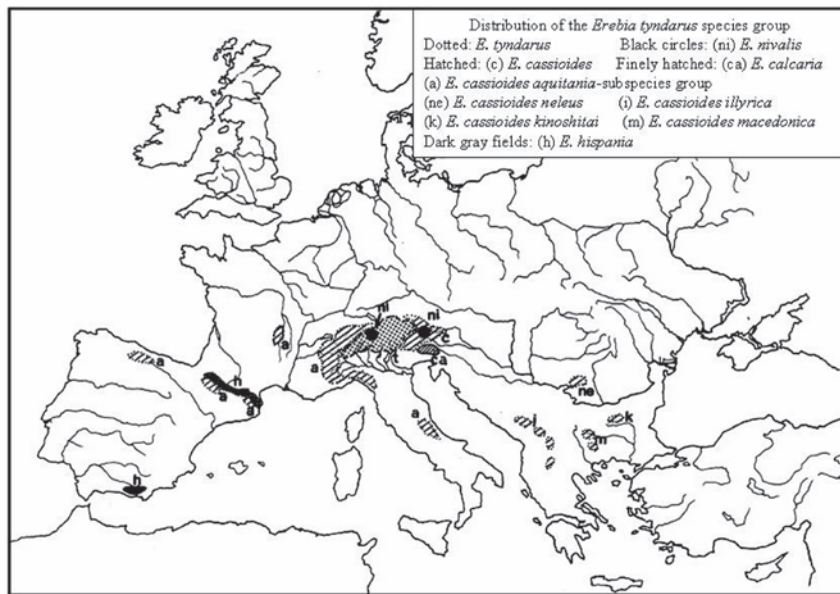 Distribution of the Erebia tyndarus species group
Dotted: E. tyndarus Black circles: (ni) E. nivalis
Hatched: (c) E. cassioides Finely hatched: (ca) E. calcaria
(a) E. cassioides aquitania-subspecies group
(ne) E. cassioides neleus (i) E. cassioides illyrica
(k) E. cassioides kinoshitai (m) E. cassioides macedonica
Dark gray fields: (h) E. hispania
ni
ni
a
c
a
t
ca
a
h
a
a
ne
a
i
k
m
h